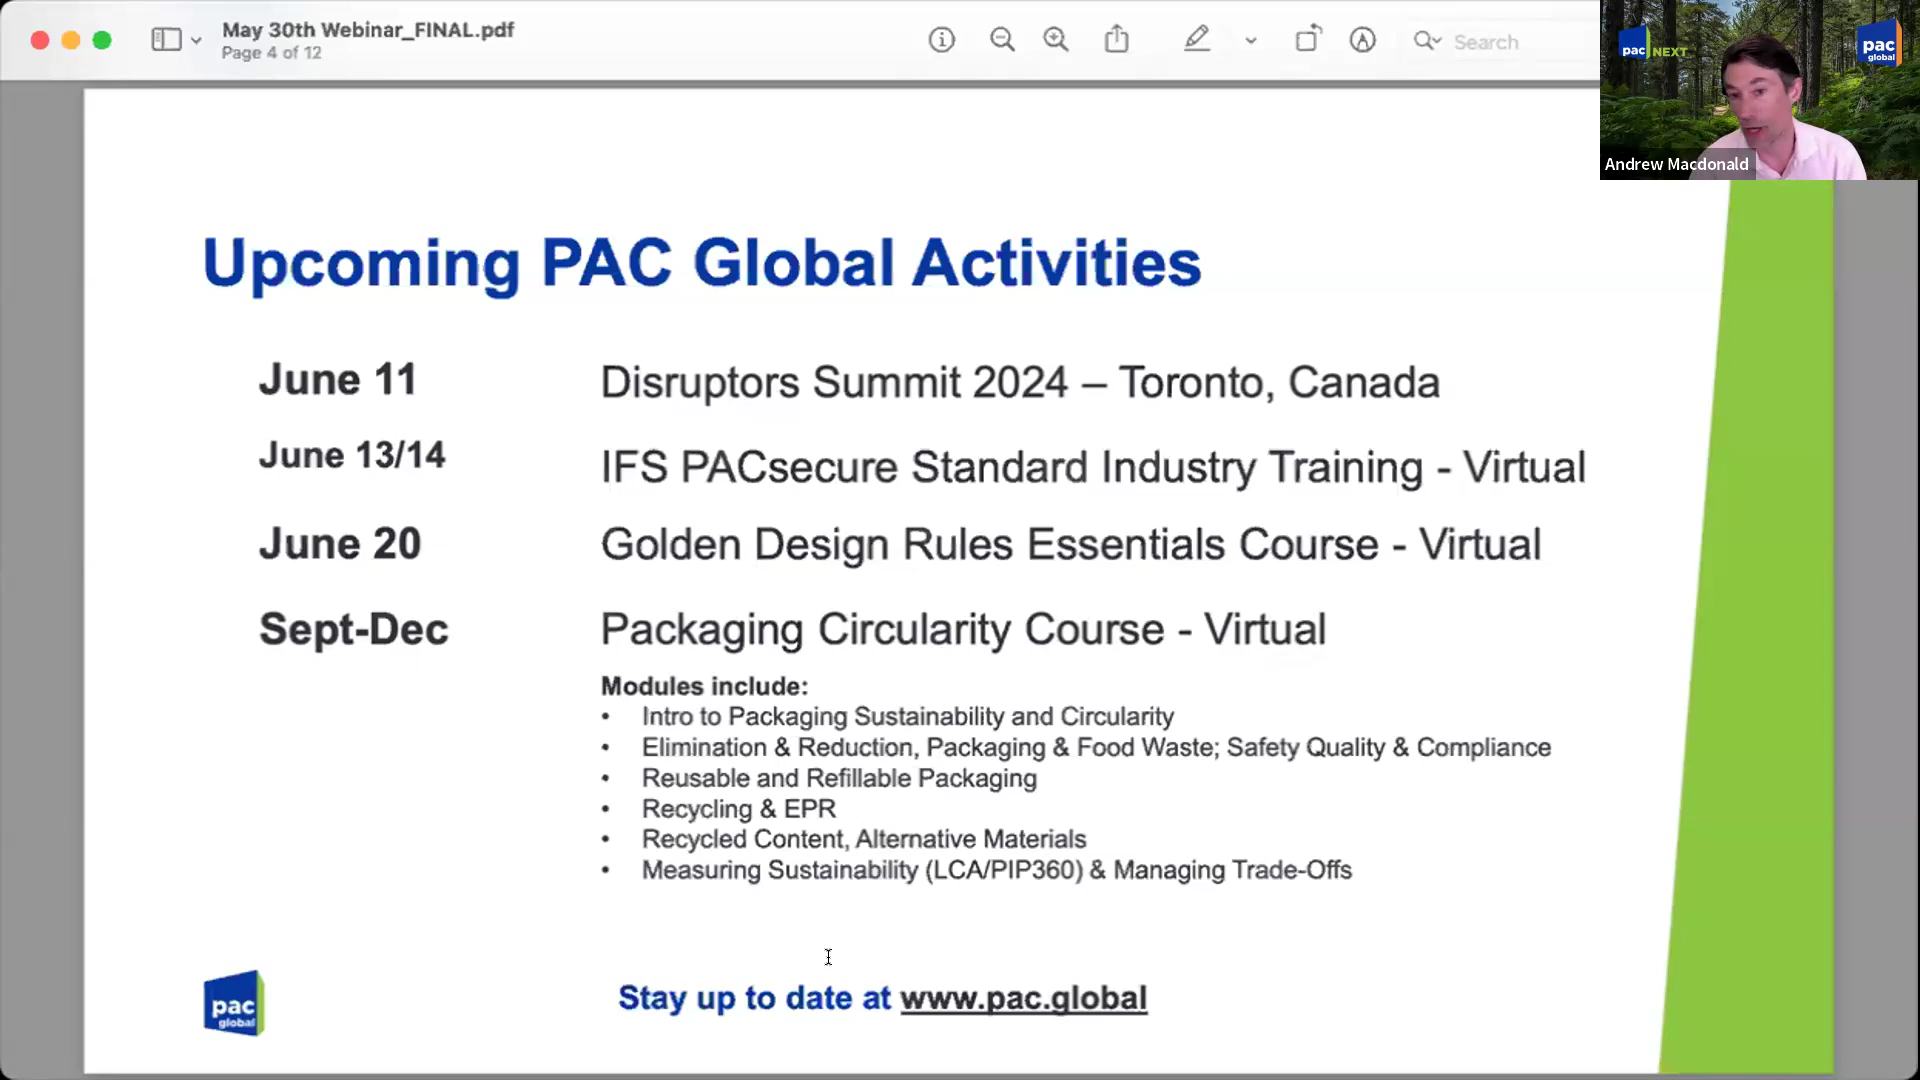 May 30th Webinar_FINAL.pdf
Page 4 of 12
Search
pac NEXT
pac
global
Andrew Macdonald
Upcoming PAC Global Activities
June 11 Disruptors Summit 2024 – Toronto, Canada
June 13/14 IFS PACsecure Standard Industry Training - Virtual
June 20 Golden Design Rules Essentials Course - Virtual
Sept-Dec Packaging Circularity Course - Virtual
Modules include:
• Intro to Packaging Sustainability and Circularity
• Elimination & Reduction, Packaging & Food Waste; Safety Quality & Compliance
• Reusable and Refillable Packaging
• Recycling & EPR
• Recycled Content, Alternative Materials
• Measuring Sustainability (LCA/PIP360) & Managing Trade-Offs
pac
global
Stay up to date at www.pac.global